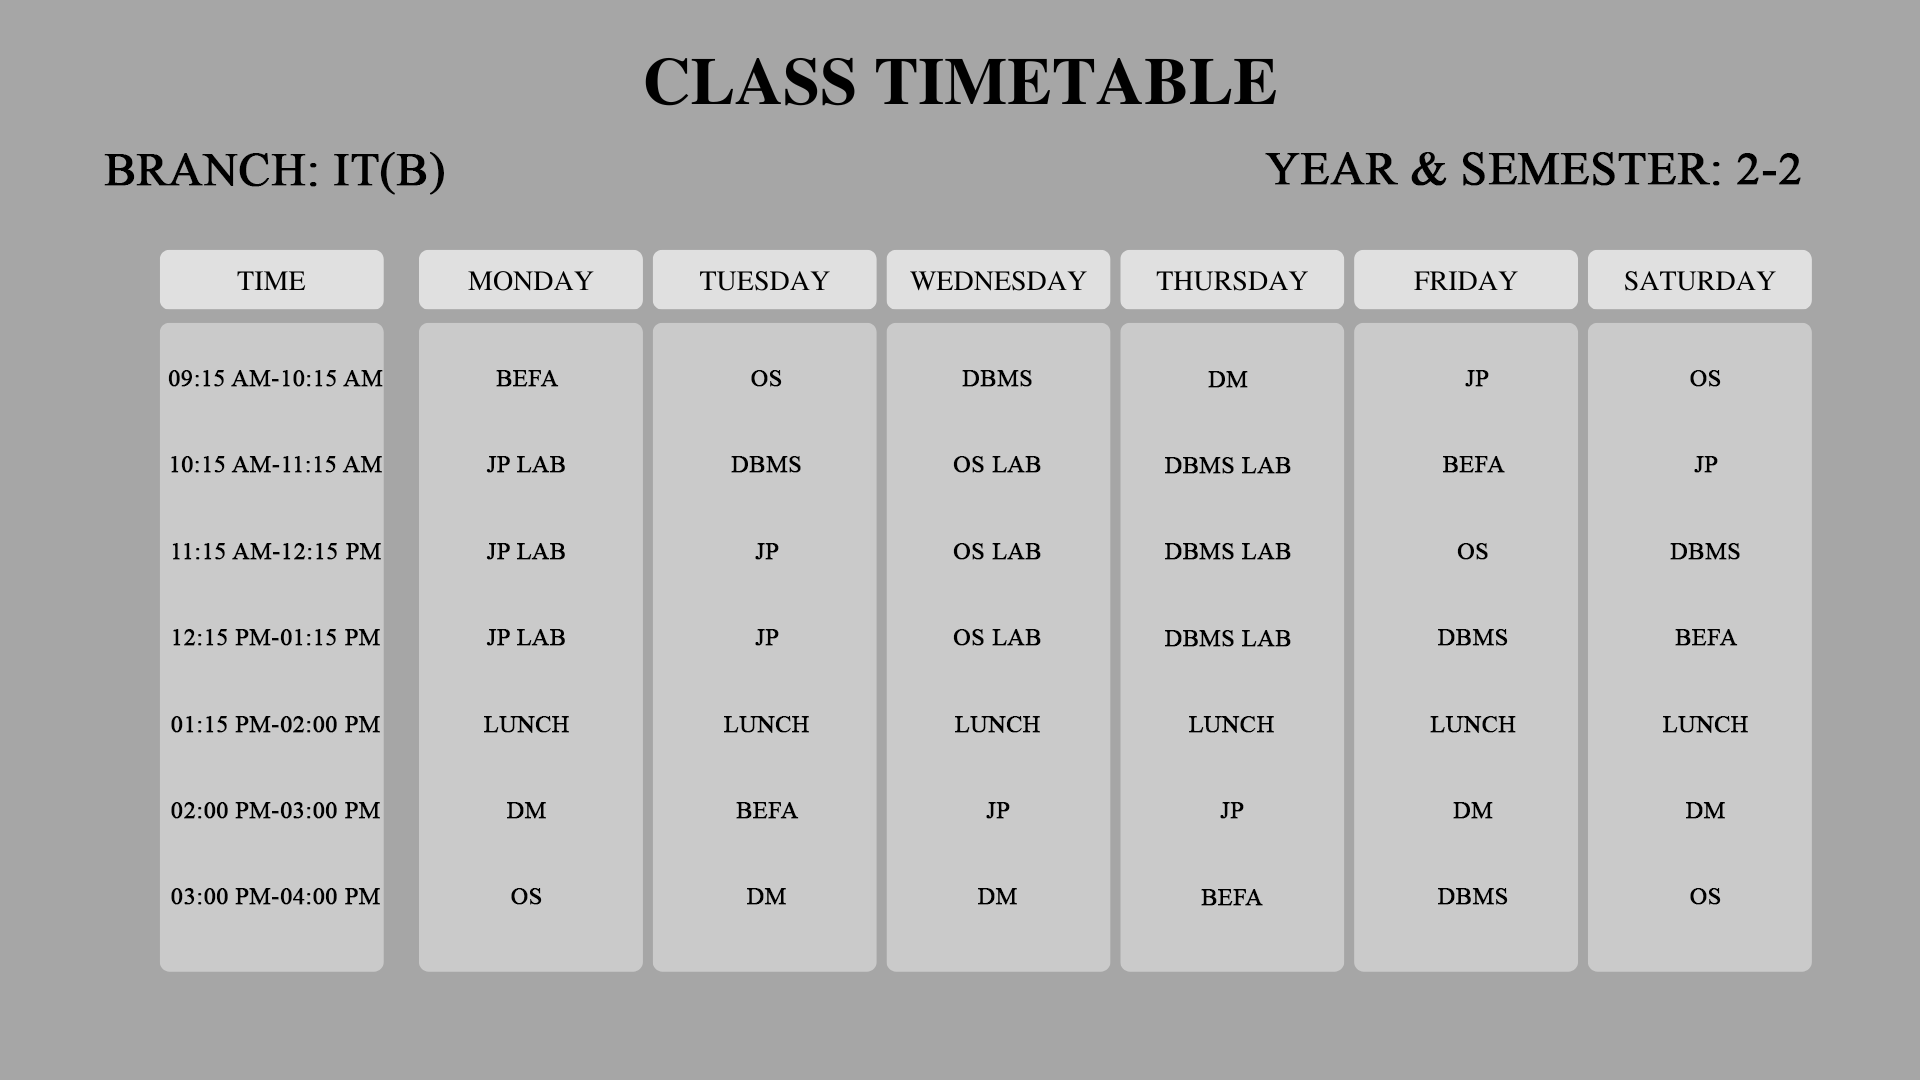 CLASS TIMETABLE
BRANCH: IT(B) YEAR & SEMESTER: 2-2
TIME MONDAY TUESDAY WEDNESDAY THURSDAY FRIDAY SATURDAY
09:15 AM-10:15 AM BEFA OS DBMS DM JP OS
10:15 AM-11:15 AM JP LAB DBMS OS LAB DBMS LAB BEFA JP
11:15 AM-12:15 PM JP LAB JP OS LAB DBMS LAB OS DBMS
12:15 PM-01:15 PM JP LAB JP OS LAB DBMS LAB DBMS BEFA
01:15 PM-02:00 PM LUNCH LUNCH LUNCH LUNCH LUNCH LUNCH
02:00 PM-03:00 PM DM BEFA JP JP DM DM
03:00 PM-04:00 PM OS DM DM BEFA DBMS OS